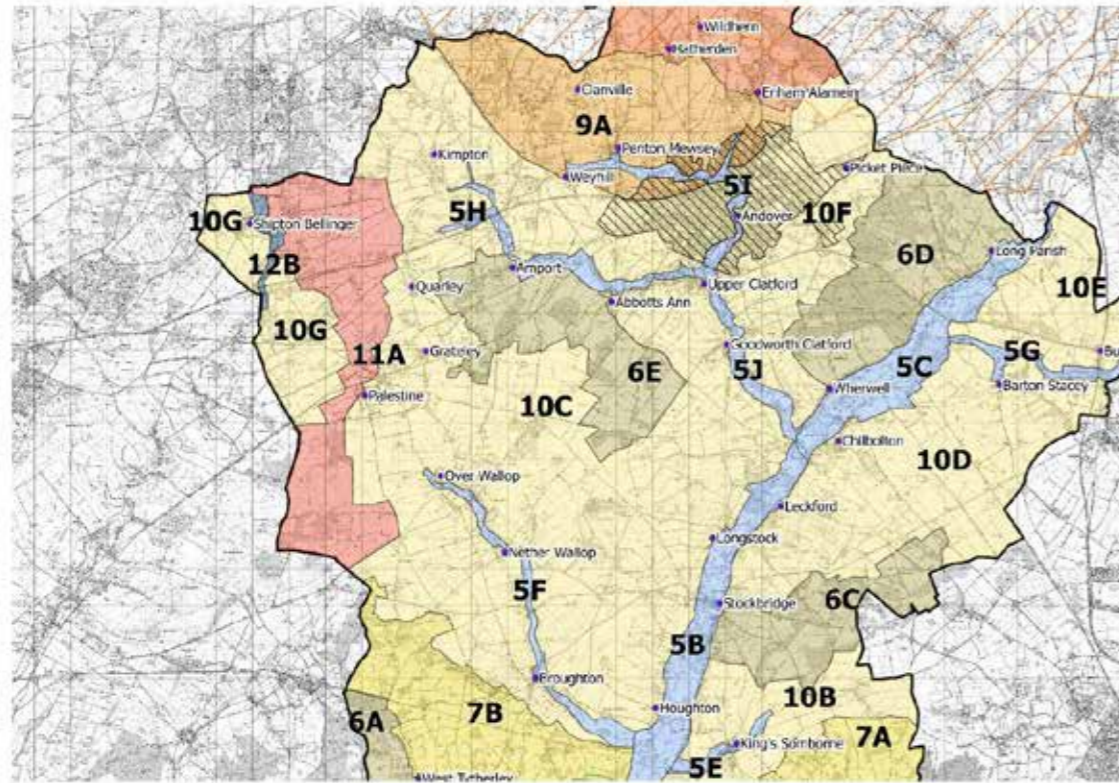 Wildhern
Hatherden
Enham Alamein
Clanville
9A
Penton Mewsey
Kimpton
Weyhill
Picket Piece
5I
5H
10G
Shipton Bellinger
Andover
10F
12B
Long Parish
6D
Amport
Quarley
Abbotts Ann
Upper Clatford
10E
10G
Grateley
11A
Goodworth Clatford
5G
6E
5J
5C
Barton Stacey
Palestine
10C
Wherwell
Chilbolton
10D
Over Wallop
Leckford
Longstock
Nether Wallop
5F
Stockbridge
6C
5B
Broughton
10B
Houghton
6A
7B
King's Somborne
7A
5E
West Tytherley